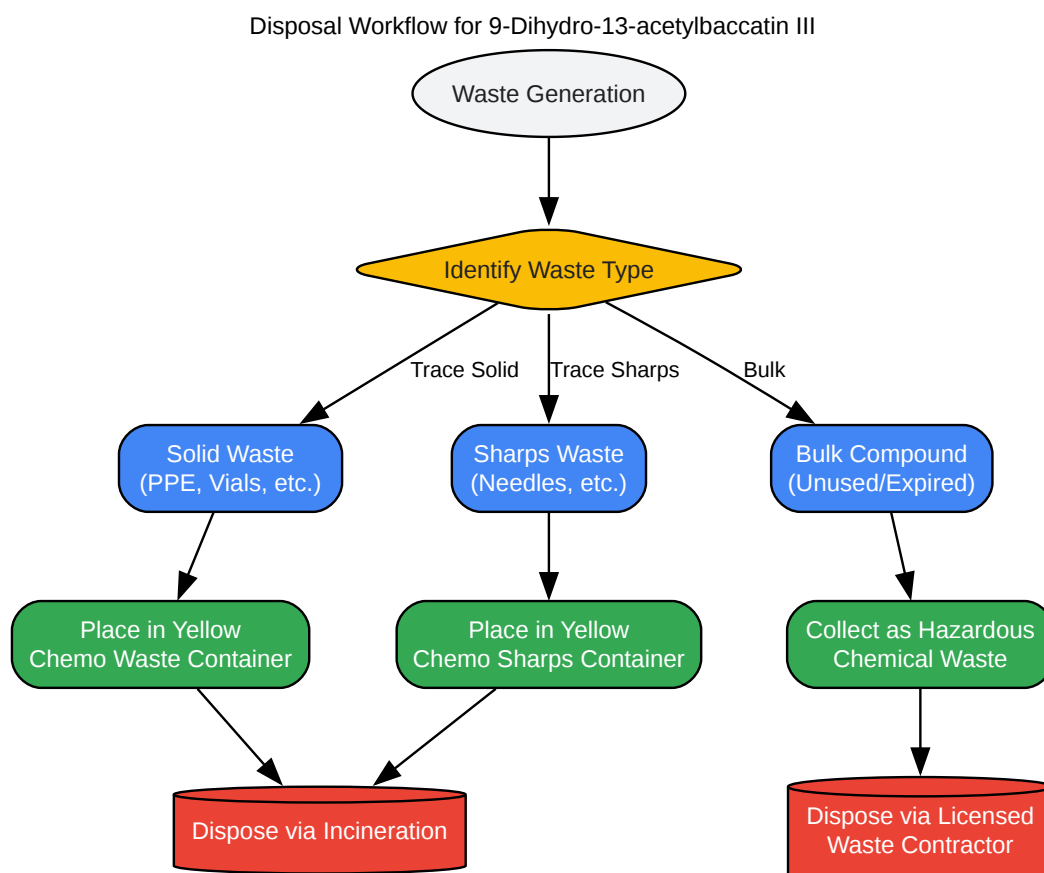 Disposal Workflow for 9-Dihydro-13-acetylbaccatin III
Waste Generation
Identify Waste Type
Trace Solid
Trace Sharps
Bulk
Solid Waste
(PPE, Vials, etc.)
Sharps Waste
(Needles, etc.)
Bulk Compound
(Unused/Expired)
Place in Yellow
Chemo Waste Container
Place in Yellow
Chemo Sharps Container
Collect as Hazardous
Chemical Waste
Dispose via Incineration
Dispose via Licensed
Waste Contractor